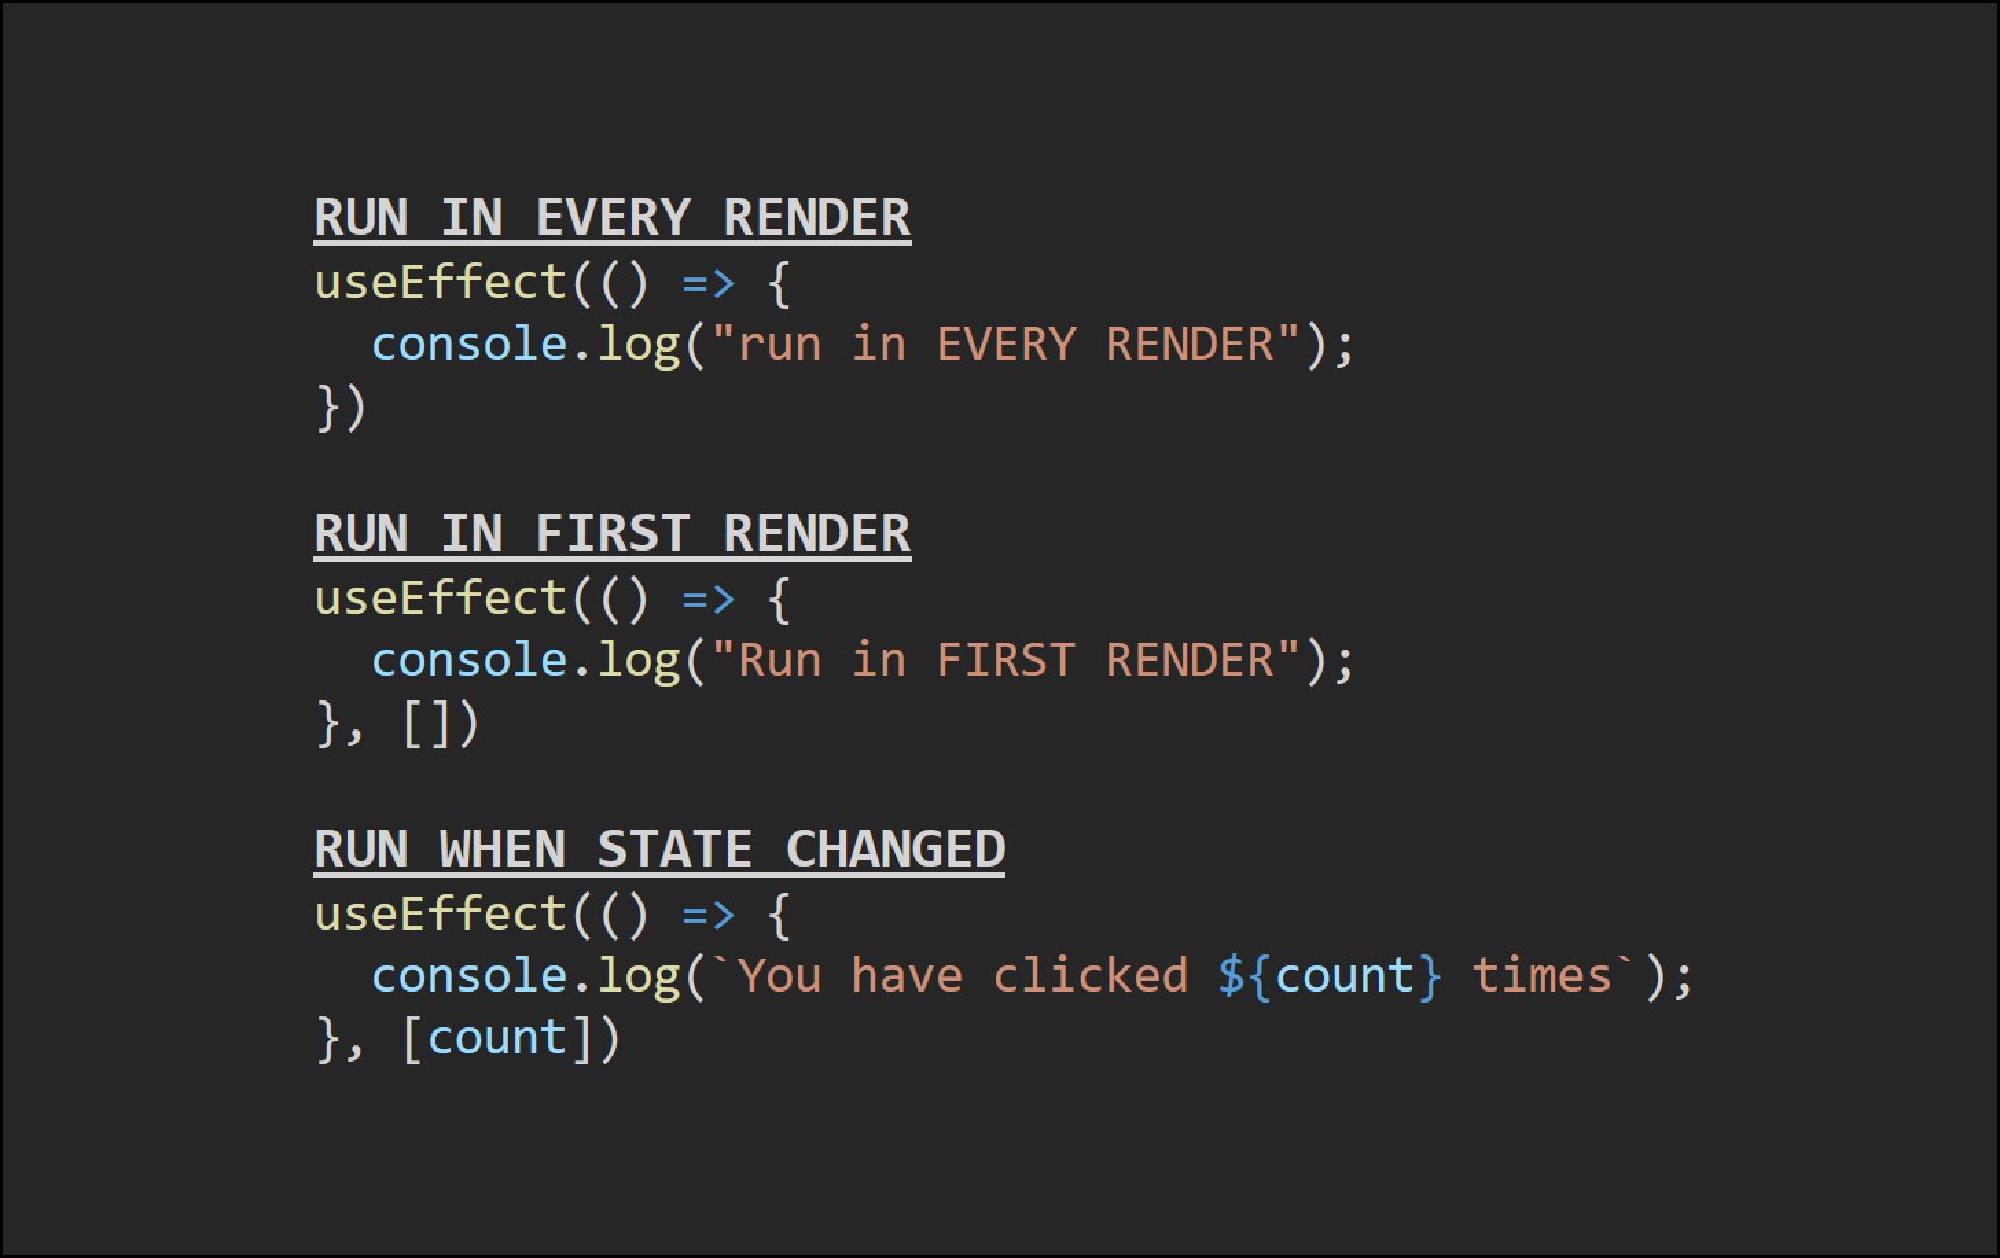 RUN IN EVERY RENDER
useEffect(() => {
  console.log("run in EVERY RENDER");
})

RUN IN FIRST RENDER
useEffect(() => {
  console.log("Run in FIRST RENDER");
}, [])

RUN WHEN STATE CHANGED
useEffect(() => {
  console.log(`You have clicked ${count} times`);
}, [count])